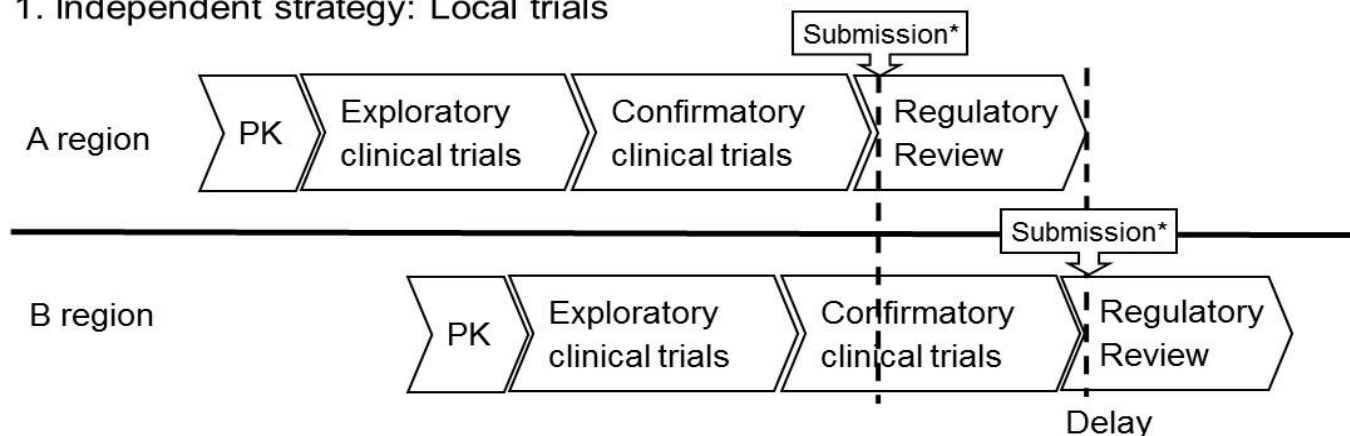 1. Independent strategy: Local trials
Submission*
A region
PK
Exploratory
clinical trials
Confirmatory
clinical trials
Regulatory
Review
Submission*
B region
PK
Exploratory
clinical trials
Confirmatory
clinical trials
Regulatory
Review
Delay